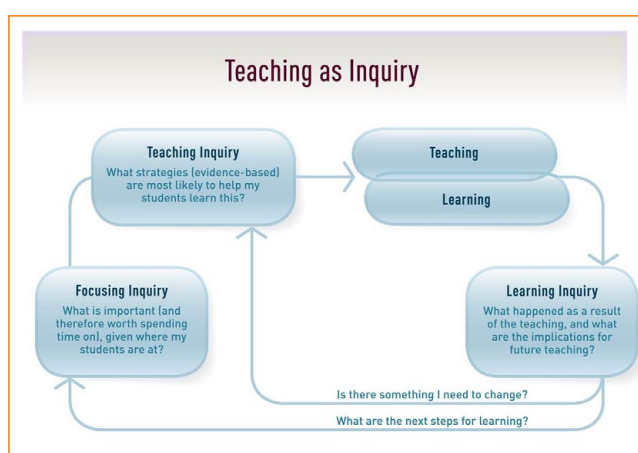 Teaching as Inquiry
Teaching Inquiry
What strategies (evidence-based)
are most likely to help my
students learn this?
Teaching
Learning
Focusing Inquiry
What is important (and
therefore worth spending
time on), given where my
students are at?
Learning Inquiry
What happened as a result
of the teaching, and what
are the implications for
future teaching?
Is there something I need to change?
What are the next steps for learning?